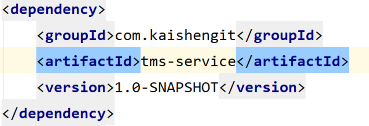 <dependency>
    <groupId>com.kaishengit</groupId>
    <artifactId>tms-service</artifactId>
    <version>1.0-SNAPSHOT</version>
</dependency>